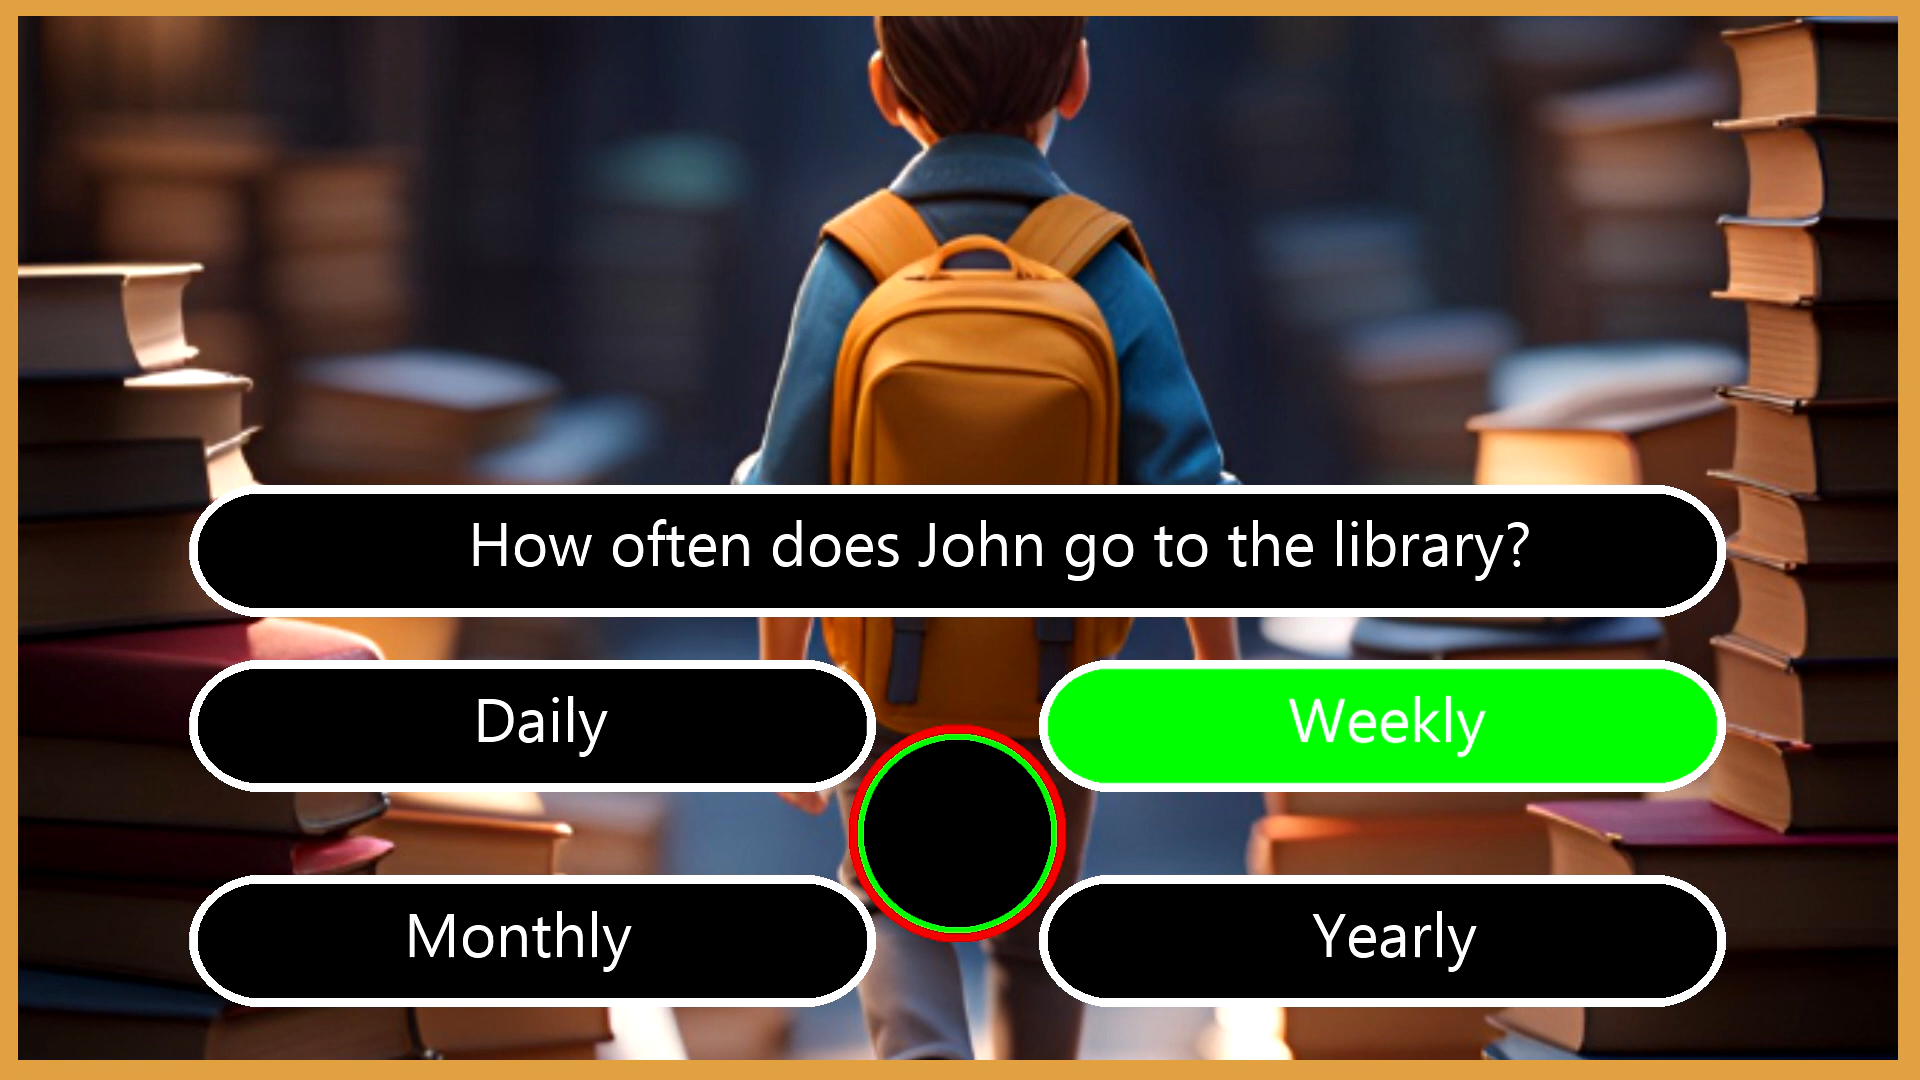 How often does John go to the library?
Daily
Weekly
Monthly
Yearly